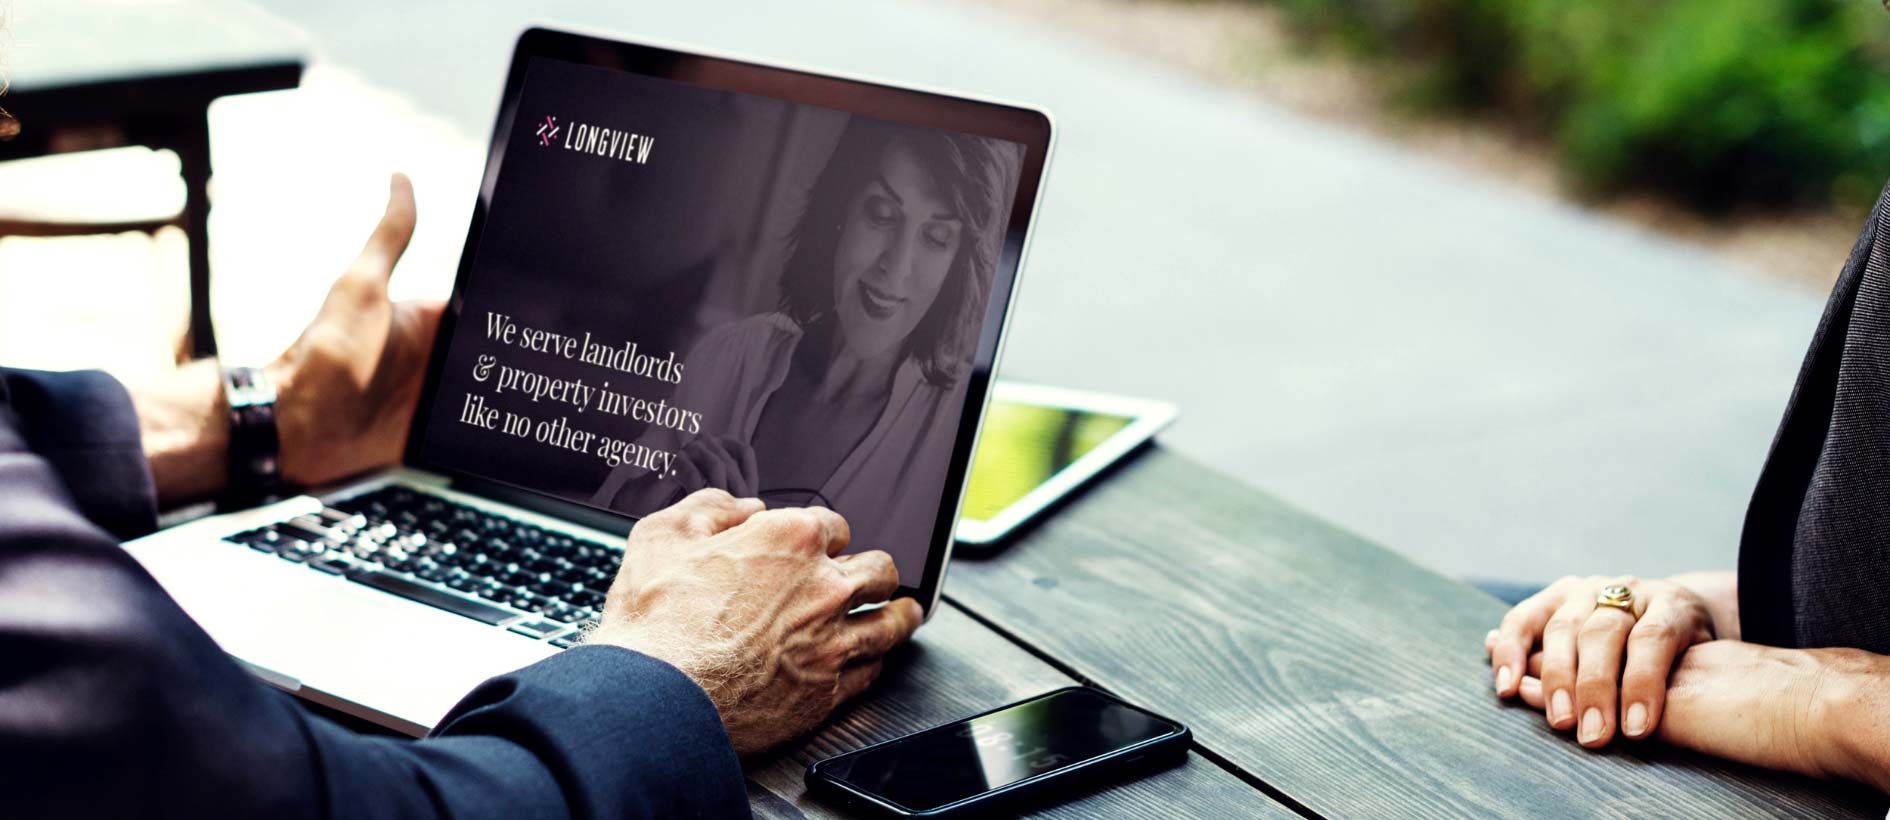 LONGVIEW
We serve landlords
& property investors
like no other agency.